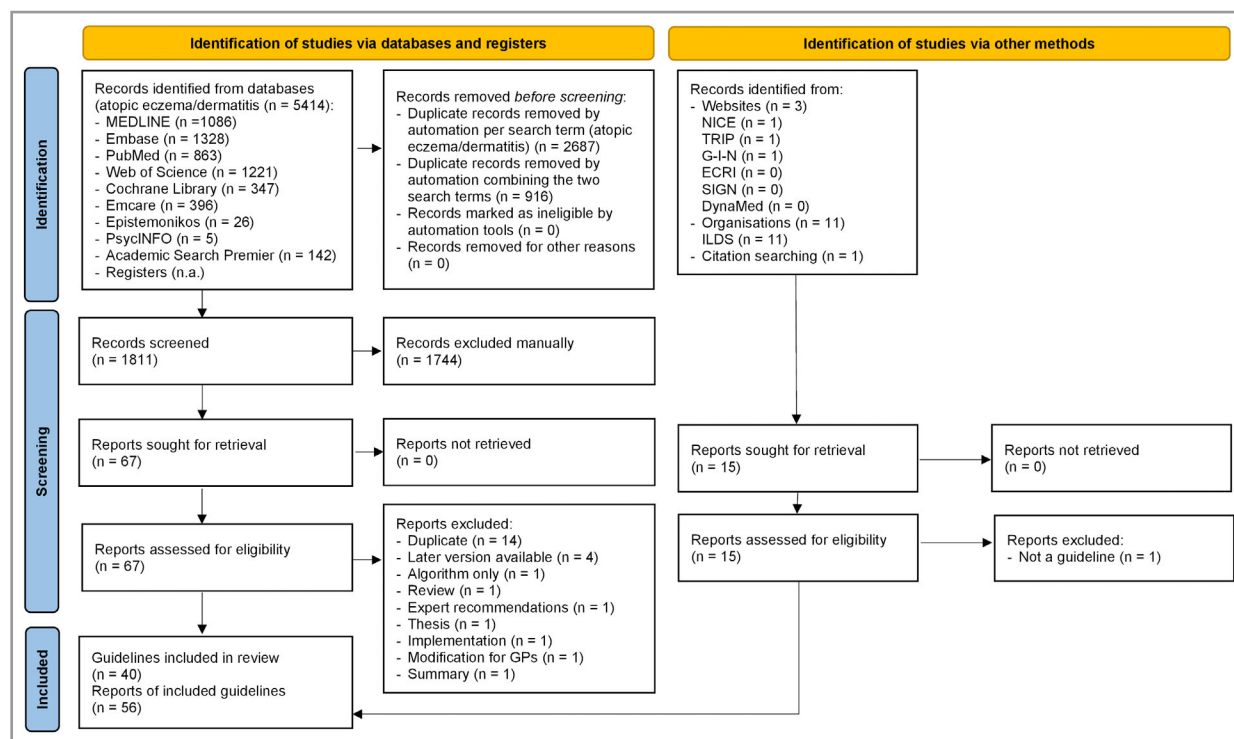 Identification of studies via databases and registers
Identification of studies via other methods
Identification
Records identified from databases
(atopic eczema/dermatitis (n = 5414):
- MEDLINE (n =1086)
- Embase (n = 1328)
- PubMed (n = 863)
- Web of Science (n = 1221)
- Cochrane Library (n = 347)
- Emcare (n = 396)
- Epistemonikos (n = 26)
- PsycINFO (n = 5)
- Academic Search Premier (n = 142)
- Registers (n.a.)
Records removed before screening:
- Duplicate records removed by
automation per search term (atopic
eczema/dermatitis) (n = 2687)
- Duplicate records removed by
automation combining the two
search terms (n = 916)
- Records marked as ineligible by
automation tools (n = 0)
- Records removed for other reasons
(n = 0)
Records identified from:
- Websites (n = 3)
NICE (n = 1)
TRIP (n = 1)
G-I-N (n = 1)
ECRI (n = 0)
SIGN (n = 0)
DynaMed (n = 0)
- Organisations (n = 11)
ILDS (n = 11)
- Citation searching (n = 1)
Screening
Records screened
(n = 1811)
Records excluded manually
(n = 1744)
Reports sought for retrieval
(n = 67)
Reports not retrieved
(n = 0)
Reports sought for retrieval
(n = 15)
Reports not retrieved
(n = 0)
Reports assessed for eligibility
(n = 67)
Reports excluded:
- Duplicate (n = 14)
- Later version available (n = 4)
- Algorithm only (n = 1)
- Review (n = 1)
- Expert recommendations (n = 1)
- Thesis (n = 1)
- Implementation (n = 1)
- Modification for GPs (n = 1)
- Summary (n = 1)
Reports assessed for eligibility
(n = 15)
Reports excluded:
- Not a guideline (n = 1)
Included
Guidelines included in review
(n = 40)
Reports of included guidelines
(n = 56)